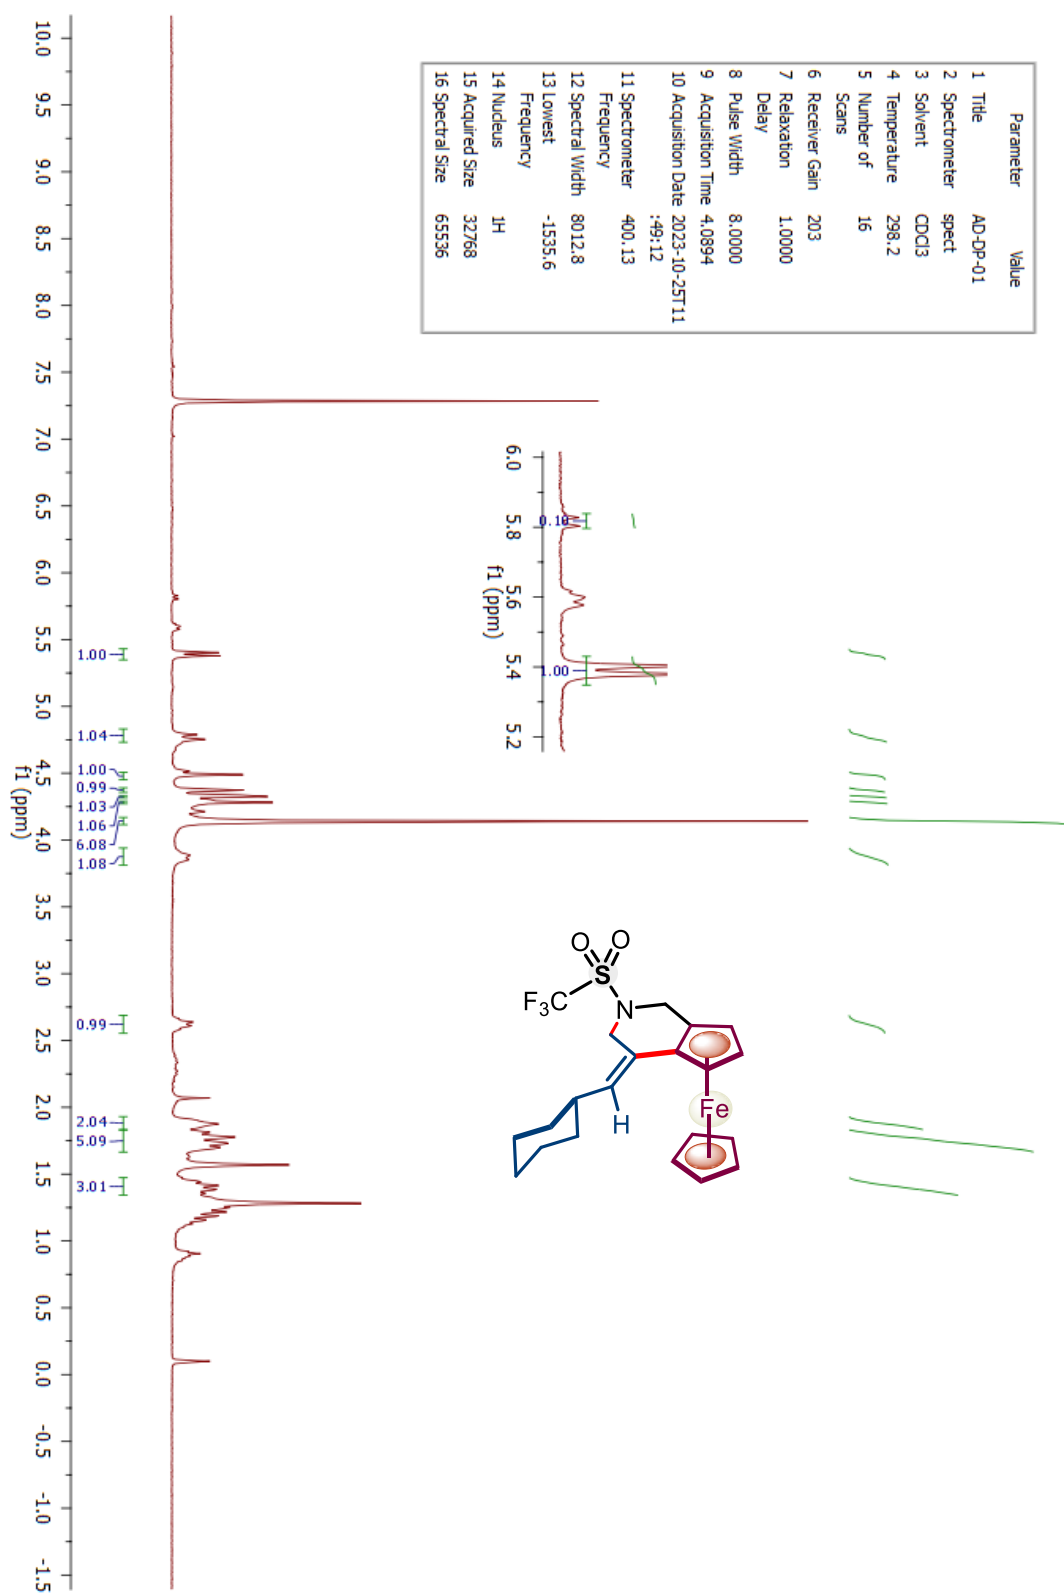 Parameter Value
1 Title AD-DP-01
2 Spectrometer spect
3 Solvent CDCl3
4 Temperature 298.2
5 Number of 16
Scans
6 Receiver Gain 203
7 Relaxation 1.0000
Delay
8 Pulse Width 8.0000
9 Acquisition Time 4.0894
10 Acquisition Date 2023-10-25T11
:49:12
11 Spectrometer 400.13
Frequency
12 Spectral Width 8012.8
13 Lowest -1535.6
Frequency
14 Nucleus 1H
15 Acquired Size 32768
16 Spectral Size 65536
0.10
1.00
6.0 5.8 5.6 5.4 5.2
f1 (ppm)
O
O
S
F3C
N
H
Fe
1.00
1.04
1.00
0.99
1.03
1.06
6.08
1.08
0.99
2.04
5.09
3.01
10.0 9.5 9.0 8.5 8.0 7.5 7.0 6.5 6.0 5.5 5.0 4.5 4.0 3.5 3.0 2.5 2.0 1.5 1.0 0.5 0.0 -0.5 -1.0 -1.5
f1 (ppm)